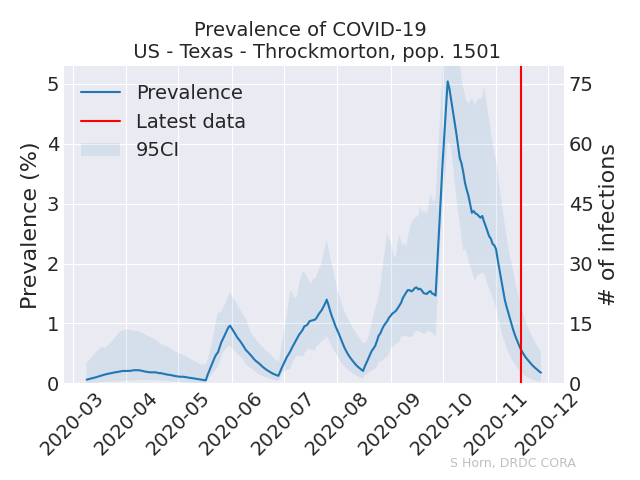 Prevalence of COVID-19
US - Texas - Throckmorton, pop. 1501
Prevalence
Latest data
95CI
Prevalence (%)
5
4
3
2
1
0
75
60
45
30
15
0
# of infections
2020-03
2020-04
2020-05
2020-06
2020-07
2020-08
2020-09
2020-10
2020-11
2020-12
S Horn, DRDC CORA